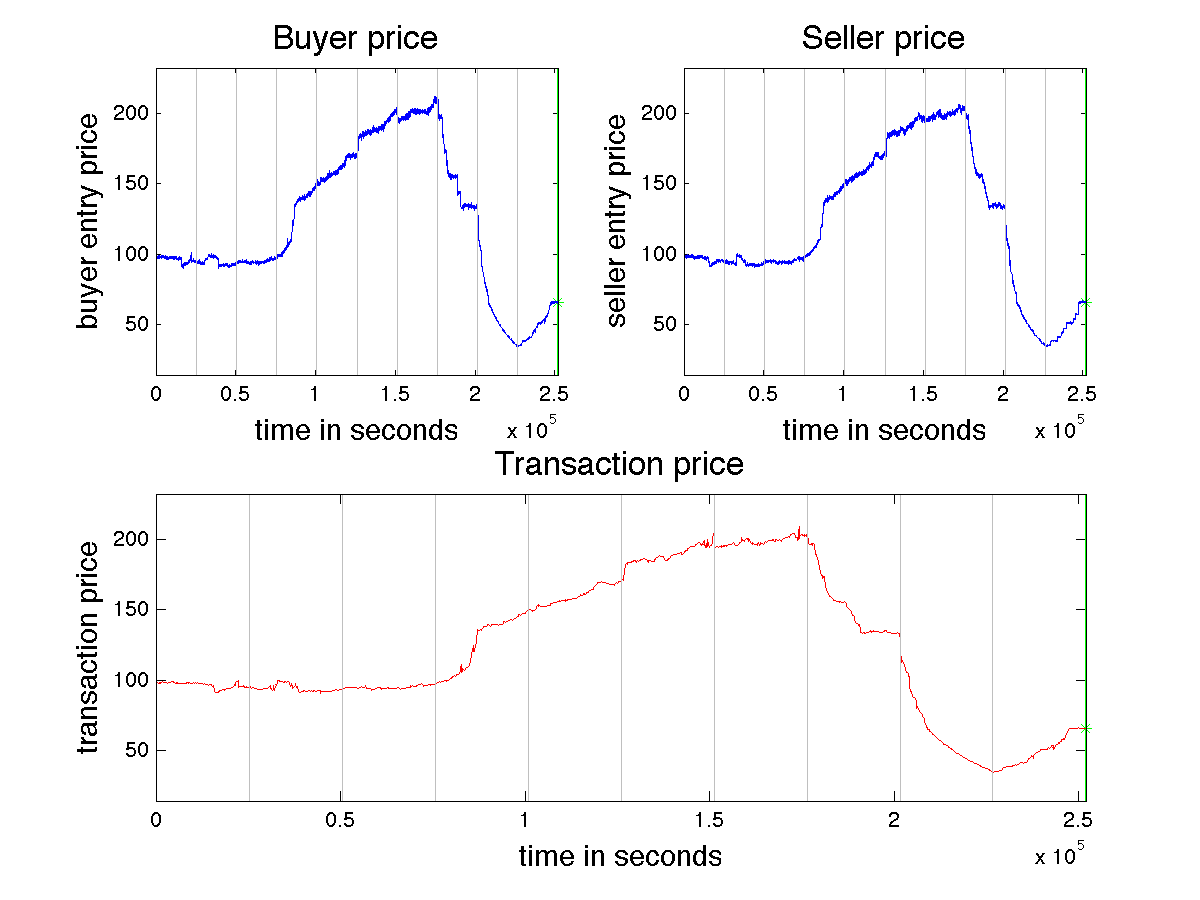 Buyer price
Seller price
buyer entry price
200
150
100
50
0 0.5 1 1.5 2 2.5
time in seconds
x 10^5
seller entry price
200
150
100
50
0 0.5 1 1.5 2 2.5
time in seconds
x 10^5
Transaction price
transaction price
200
150
100
50
0 0.5 1 1.5 2 2.5
time in seconds
x 10^5